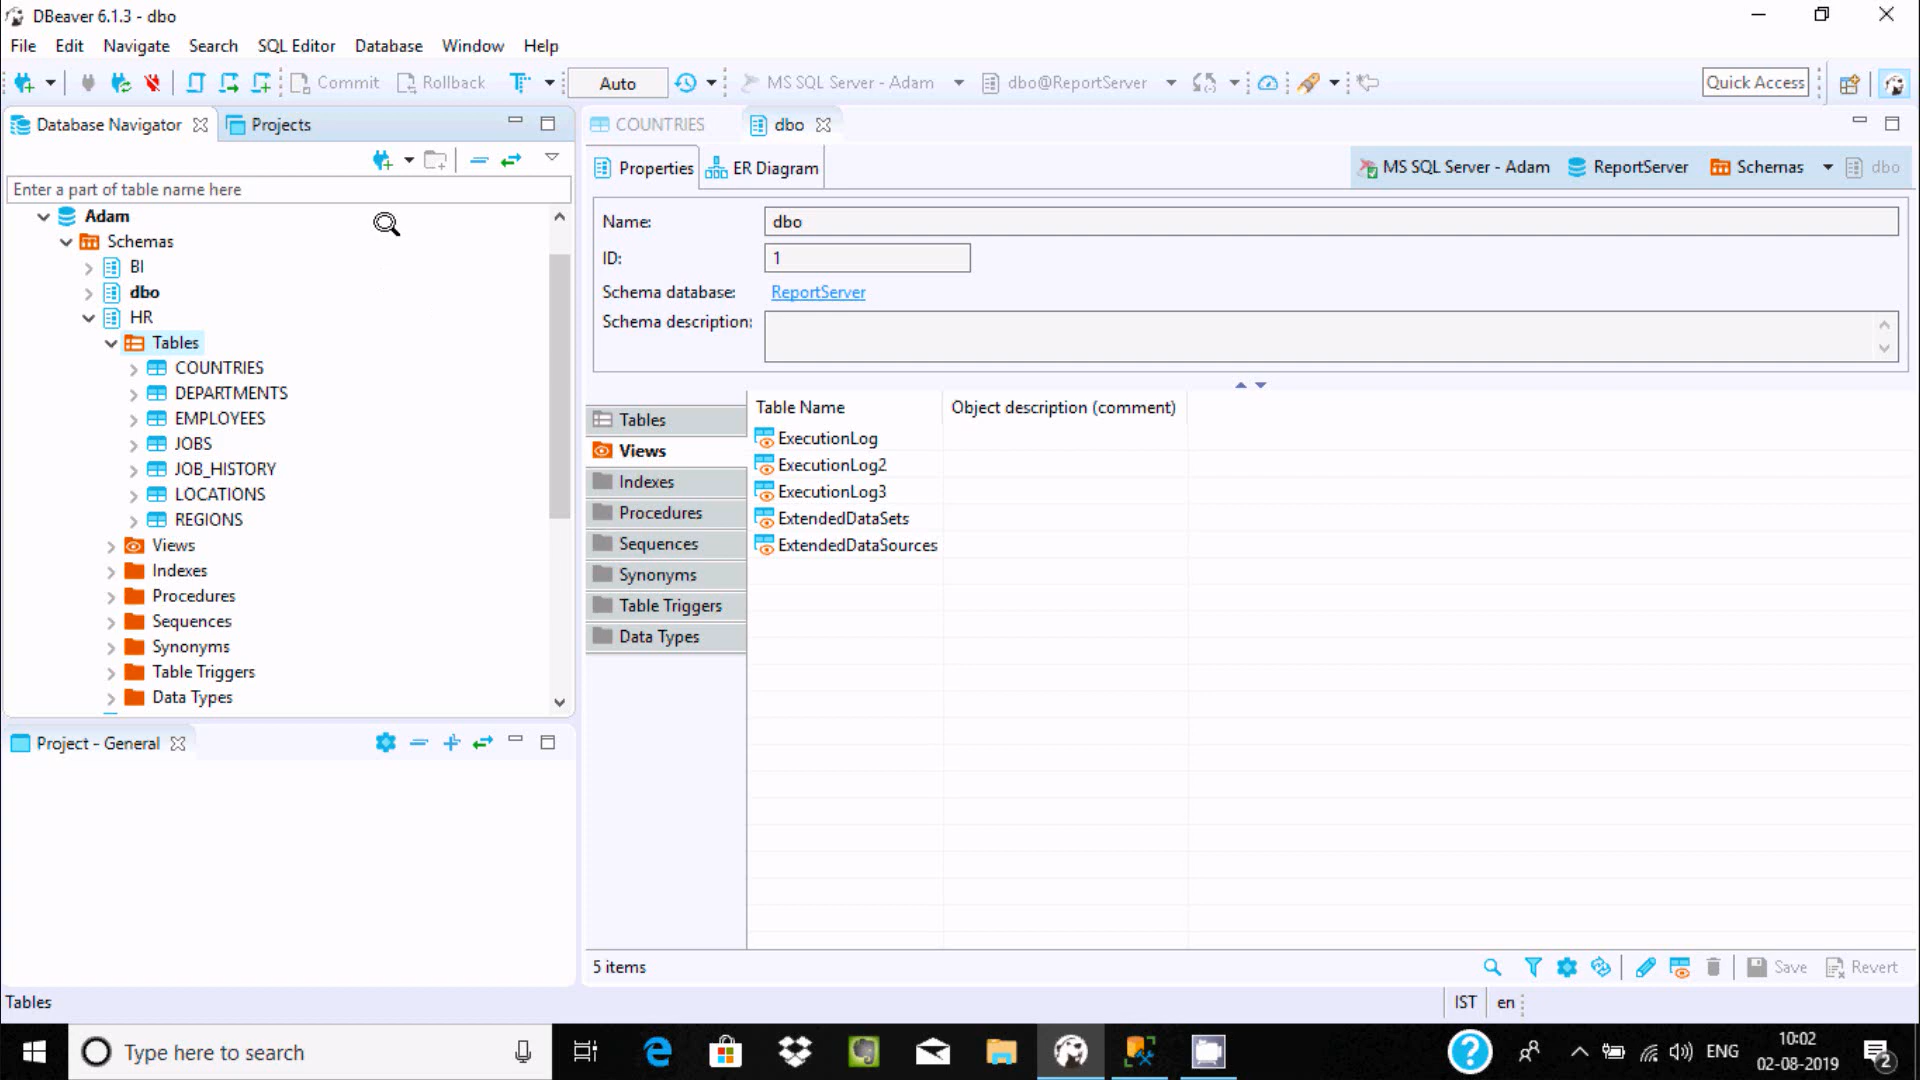 DBeaver 6.1.3 - dbo
File Edit Navigate Search SQL Editor Database Window Help
Commit Rollback Auto MS SQL Server - Adam dbo@ReportServer Quick Access
Database Navigator Projects
Enter a part of table name here
Adam
Schemas
BI
dbo
HR
Tables
COUNTRIES
DEPARTMENTS
EMPLOYEES
JOBS
JOB_HISTORY
LOCATIONS
REGIONS
Views
Indexes
Procedures
Sequences
Synonyms
Table Triggers
Data Types
Project - General
COUNTRIES dbo
Properties ER Diagram MS SQL Server - Adam ReportServer Schemas dbo
Name: dbo
ID: 1
Schema database: ReportServer
Schema description:
Tables
Views
Indexes
Procedures
Sequences
Synonyms
Table Triggers
Data Types
Table Name Object description (comment)
ExecutionLog
ExecutionLog2
ExecutionLog3
ExtendedDataSets
ExtendedDataSources
5 items Save Revert
Tables IST en
Type here to search ENG 10:02
02-08-2019 2